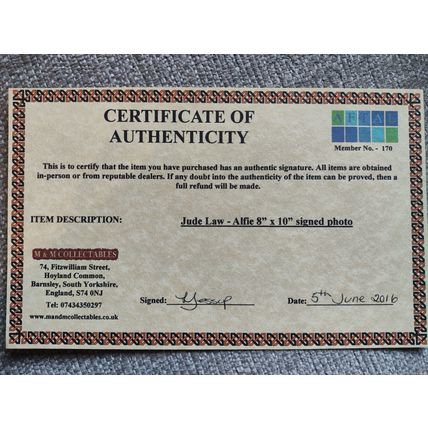 CERTIFICATE OF
AUTHENTICITY
AFTAL
Member No. - 170
This is to certify that the item you have purchased has an authentic signature. All items are obtained
in-person or from reputable dealers. If any doubt into the authenticity of the item can be proved, then a
full refund will be made.
ITEM DESCRIPTION: Jude Law - Alfie 8” x 10” signed photo
M & M COLLECTABLES
74, Fitzwilliam Street,
Hoyland Common,
Barnsley, South Yorkshire,
England, S74 0NJ
Tel: 07434350297
www.mandmcollectables.co.uk
Signed: Date: 5th June 2016